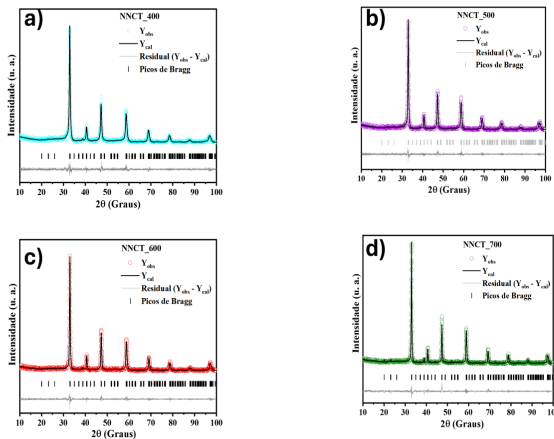 a)
NNCT_400
Y_obs
Y_cal
Residual (Y_obs - Y_cal)
Picos de Bragg
Intensidade (u. a.)
10 20 30 40 50 60 70 80 90 100
2θ (Graus)
b)
NNCT_500
Y_obs
Y_cal
Residual (Y_obs - Y_cal)
Picos de Bragg
Intensidade (u. a.)
10 20 30 40 50 60 70 80 90 100
2θ (Graus)
c)
NNCT_600
Y_obs
Y_cal
Residual (Y_obs - Y_cal)
Picos de Bragg
Intensidade (u. a.)
10 20 30 40 50 60 70 80 90 100
2θ (Graus)
d)
NNCT_700
Y_obs
Y_cal
Residual (Y_obs - Y_cal)
Picos de Bragg
Intensidade (u. a.)
10 20 30 40 50 60 70 80 90 100
2θ (Graus)